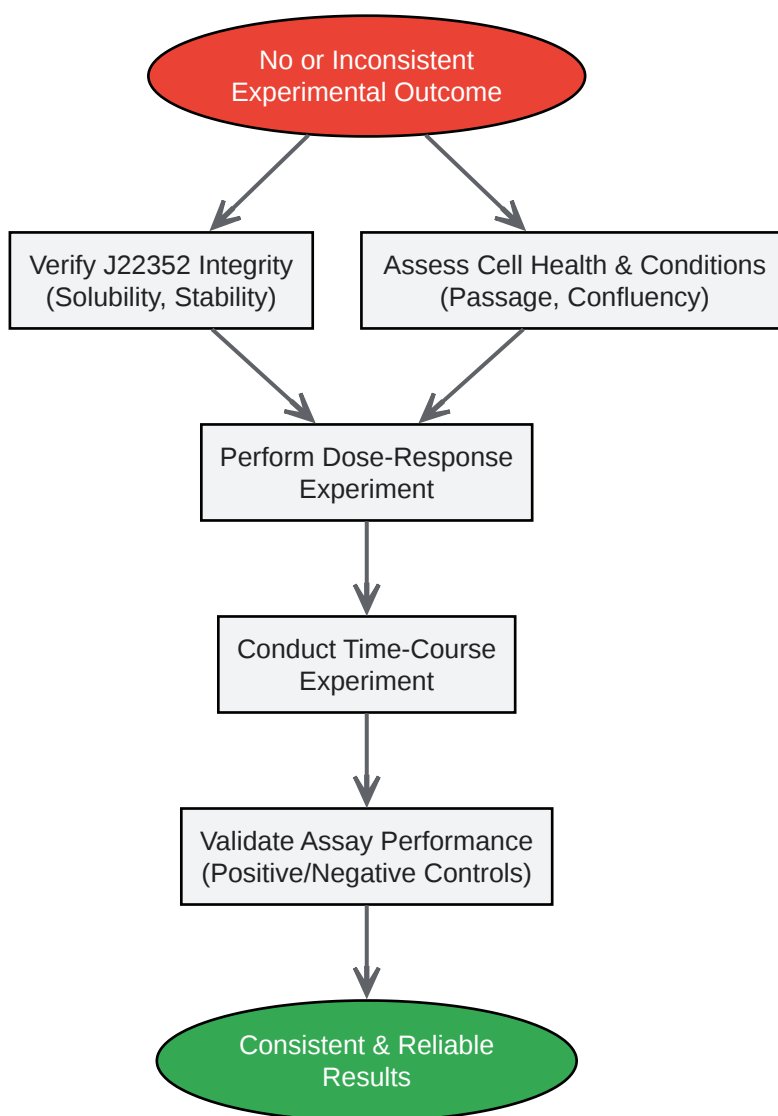 No or Inconsistent
Experimental Outcome
Verify J22352 Integrity
(Solubility, Stability)
Assess Cell Health & Conditions
(Passage, Confluency)
Perform Dose-Response
Experiment
Conduct Time-Course
Experiment
Validate Assay Performance
(Positive/Negative Controls)
Consistent & Reliable
Results